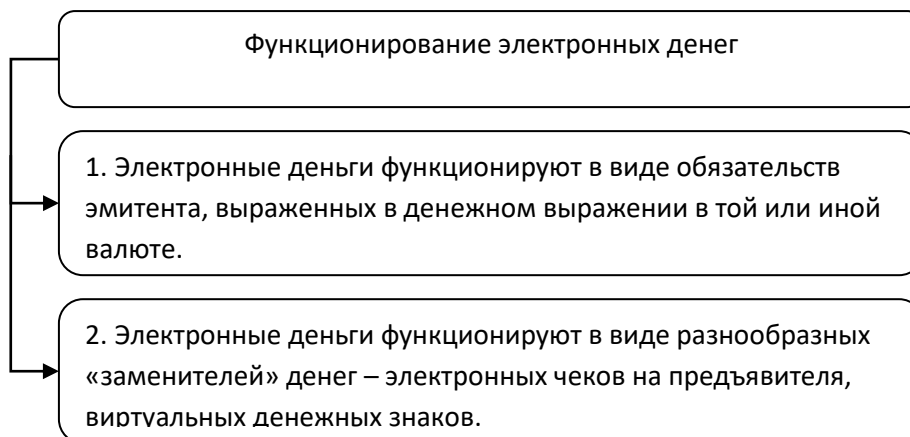 Функционирование электронных денег
1. Электронные деньги функционируют в виде обязательств
эмитента, выраженных в денежном выражении в той или иной
валюте.
2. Электронные деньги функционируют в виде разнообразных
«заменителей» денег – электронных чеков на предъявителя,
виртуальных денежных знаков.